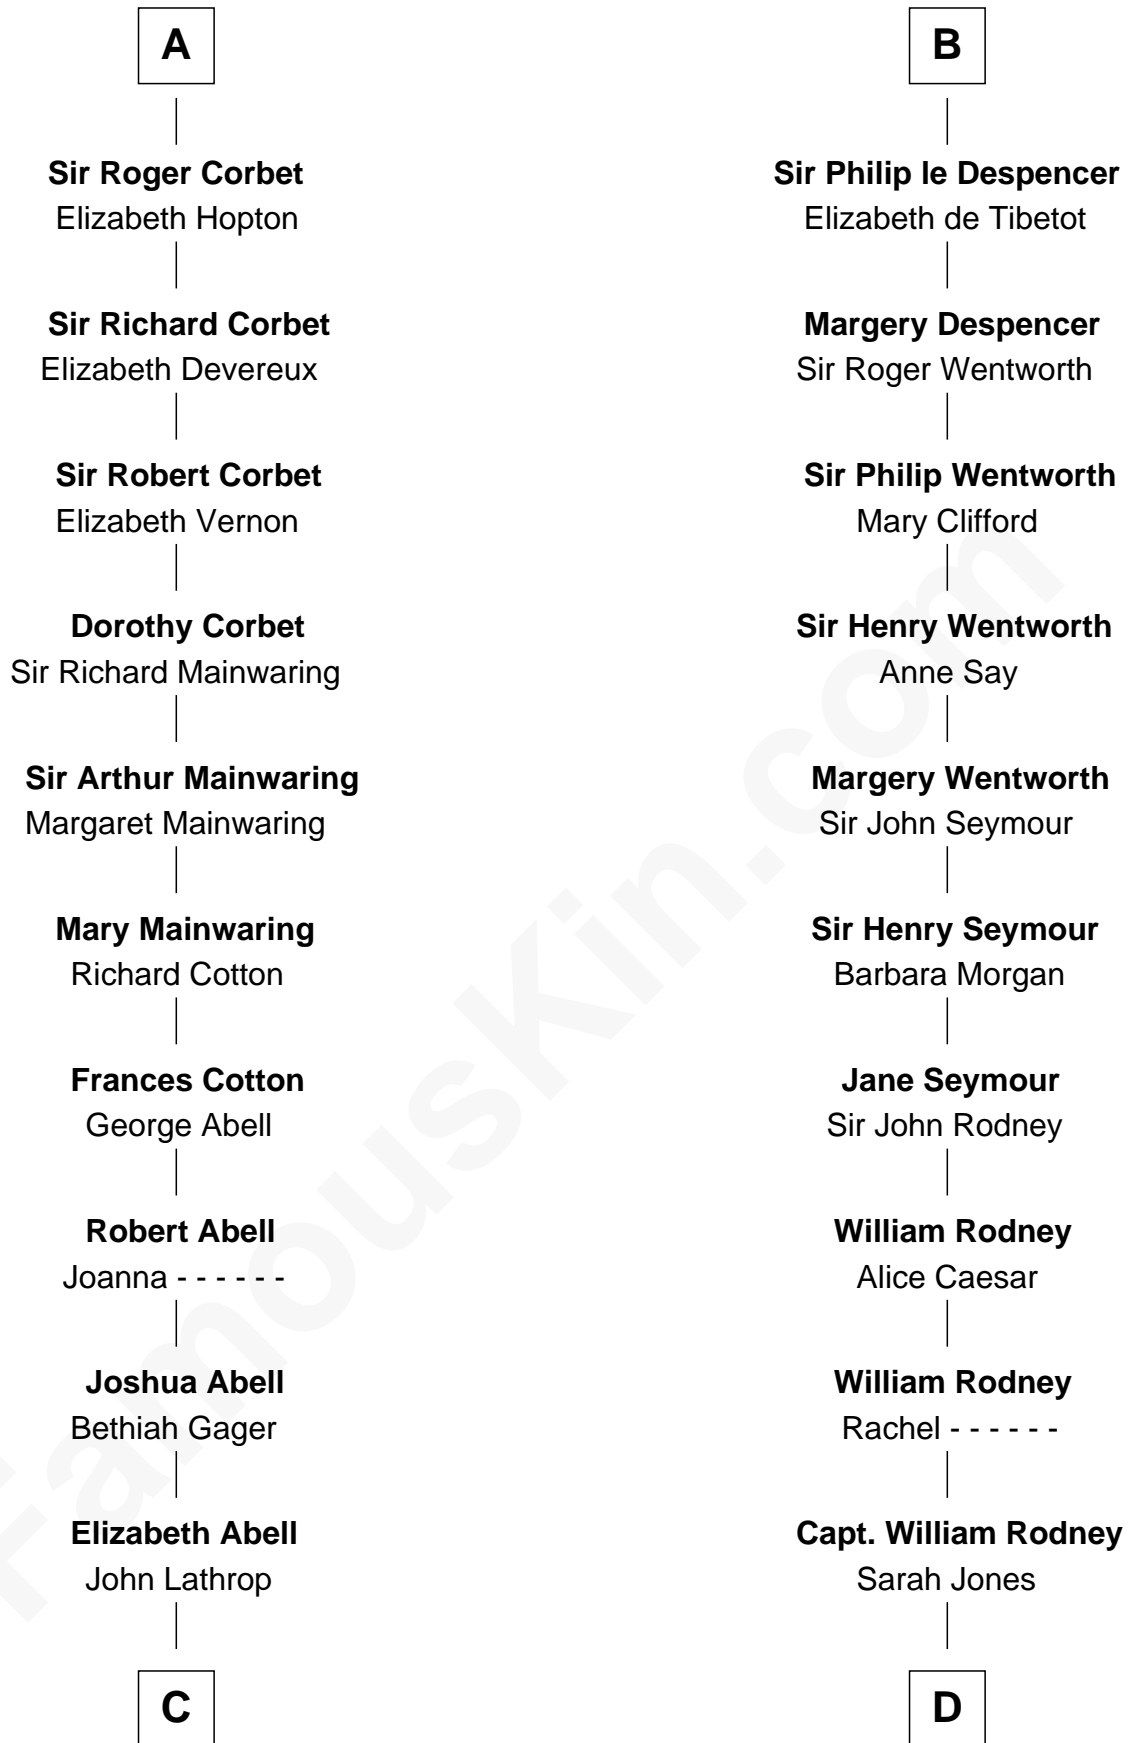 A
Sir Roger Corbet
Elizabeth Hopton
Sir Richard Corbet
Elizabeth Devereux
Sir Robert Corbet
Elizabeth Vernon
Dorothy Corbet
Sir Richard Mainwaring
Sir Arthur Mainwaring
Margaret Mainwaring
Mary Mainwaring
Richard Cotton
Frances Cotton
George Abell
Robert Abell
Joanna - - - - - -
Joshua Abell
Bethiah Gager
Elizabeth Abell
John Lathrop
C
B
Sir Philip le Despencer
Elizabeth de Tibetot
Margery Despencer
Sir Roger Wentworth
Sir Philip Wentworth
Mary Clifford
Sir Henry Wentworth
Anne Say
Margery Wentworth
Sir John Seymour
Sir Henry Seymour
Barbara Morgan
Jane Seymour
Sir John Rodney
William Rodney
Alice Caesar
William Rodney
Rachel - - - - - -
Capt. William Rodney
Sarah Jones
D
FamousKin.com